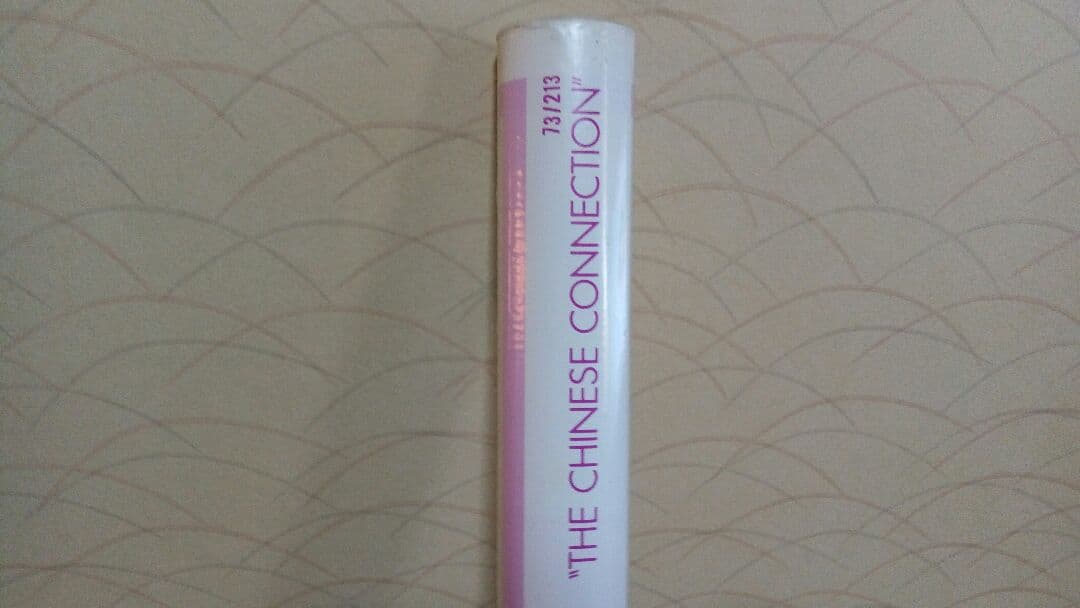 73/213
"THE CHINESE CONNECTION"